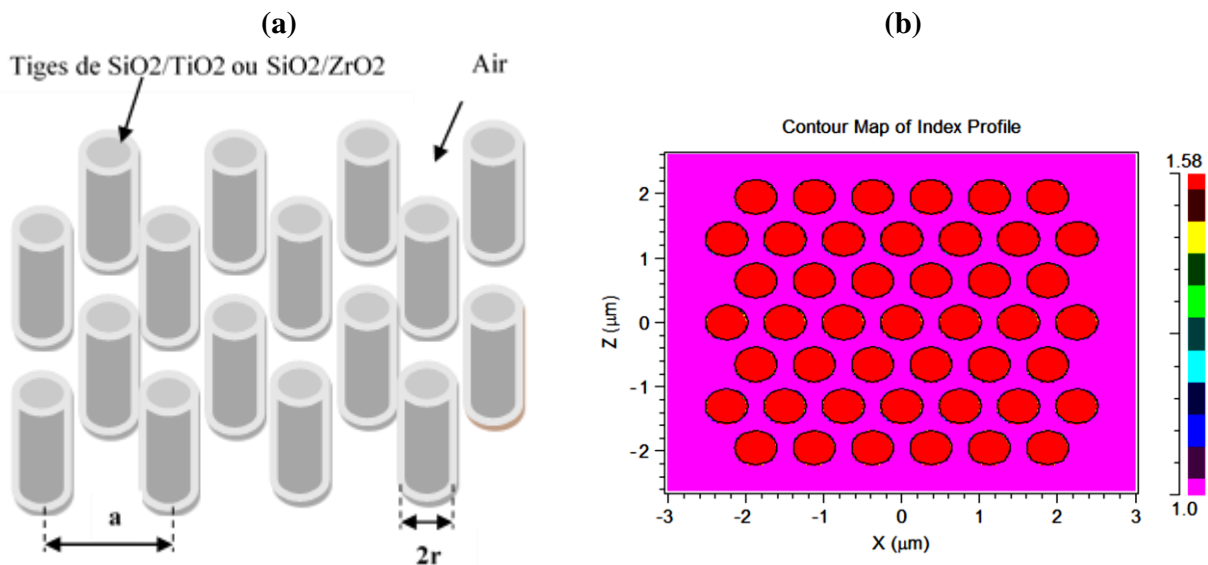 (a)
(b)
Tiges de SiO2/TiO2 ou SiO2/ZrO2
Air
a
2r
Contour Map of Index Profile
1.58
1.0
Z (μm)
2
1
0
-1
-2
-3
-2
-1
0
1
2
3
X (μm)